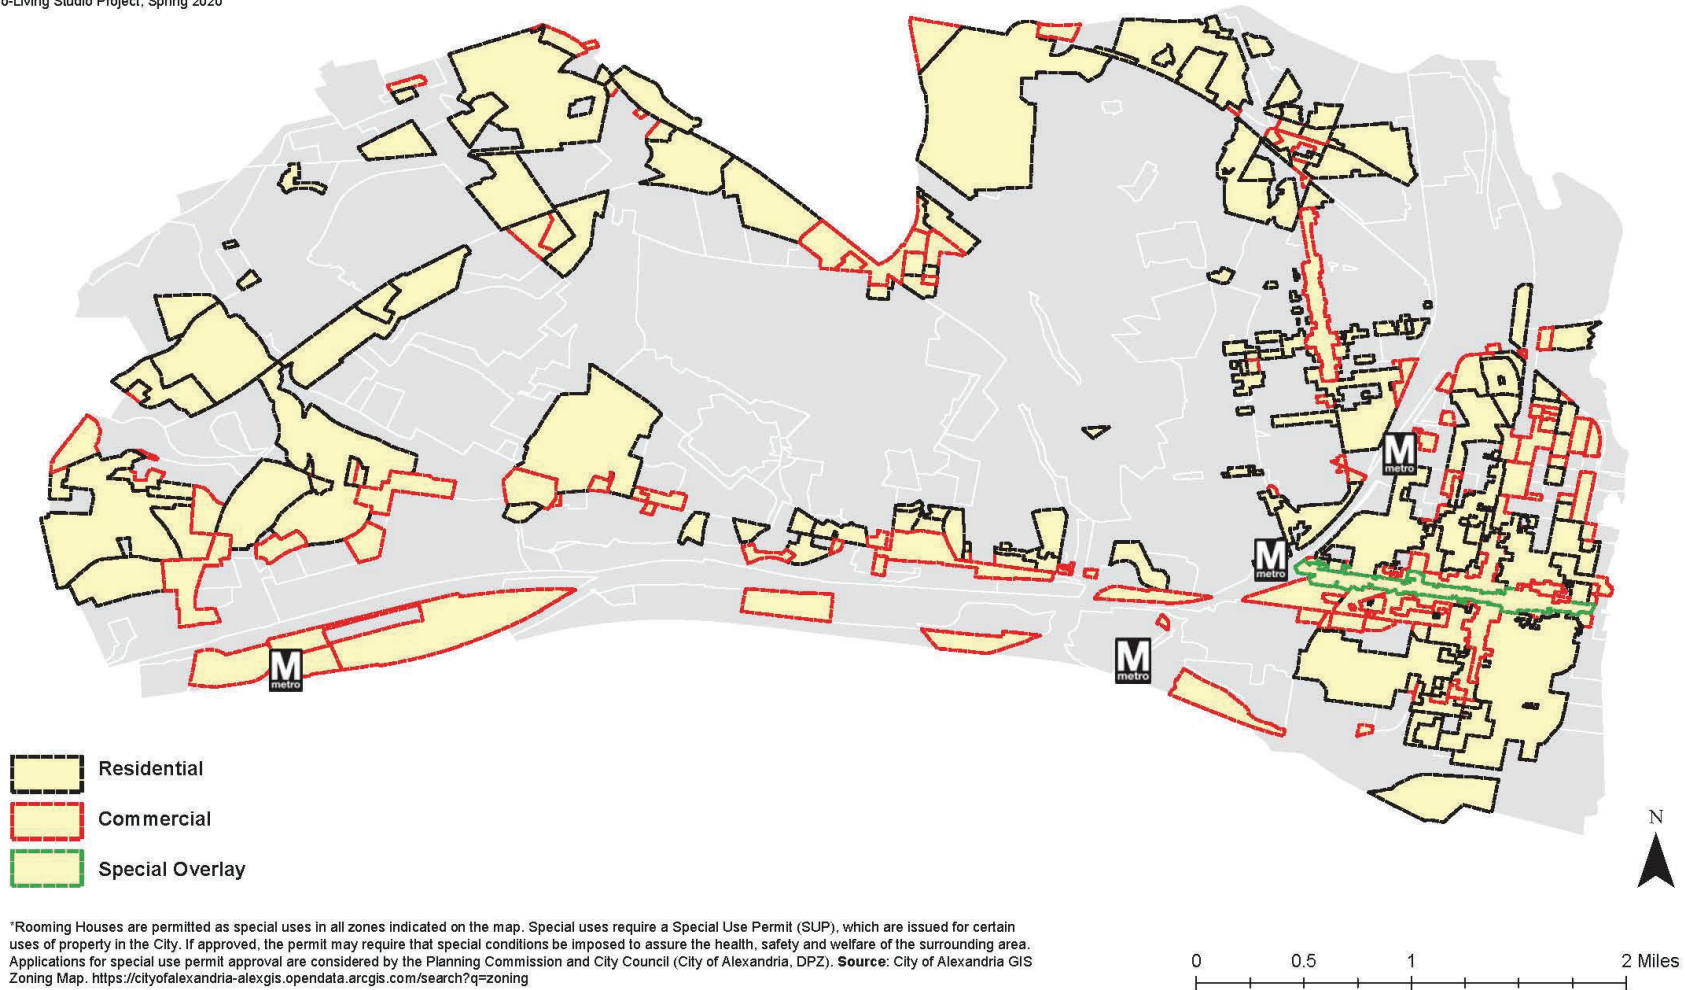 o-Living Studio Project, Spring 2020
M
metro
M
metro
M
metro
M
metro
Residential
Commercial
Special Overlay
N
*Rooming Houses are permitted as special uses in all zones indicated on the map. Special uses require a Special Use Permit (SUP), which are issued for certain
uses of property in the City. If approved, the permit may require that special conditions be imposed to assure the health, safety and welfare of the surrounding area.
Applications for special use permit approval are considered by the Planning Commission and City Council (City of Alexandria, DPZ). Source: City of Alexandria GIS
Zoning Map. https://cityofalexandria-alexgis.opendata.arcgis.com/search?q=zoning
0 0.5 1 2 Miles